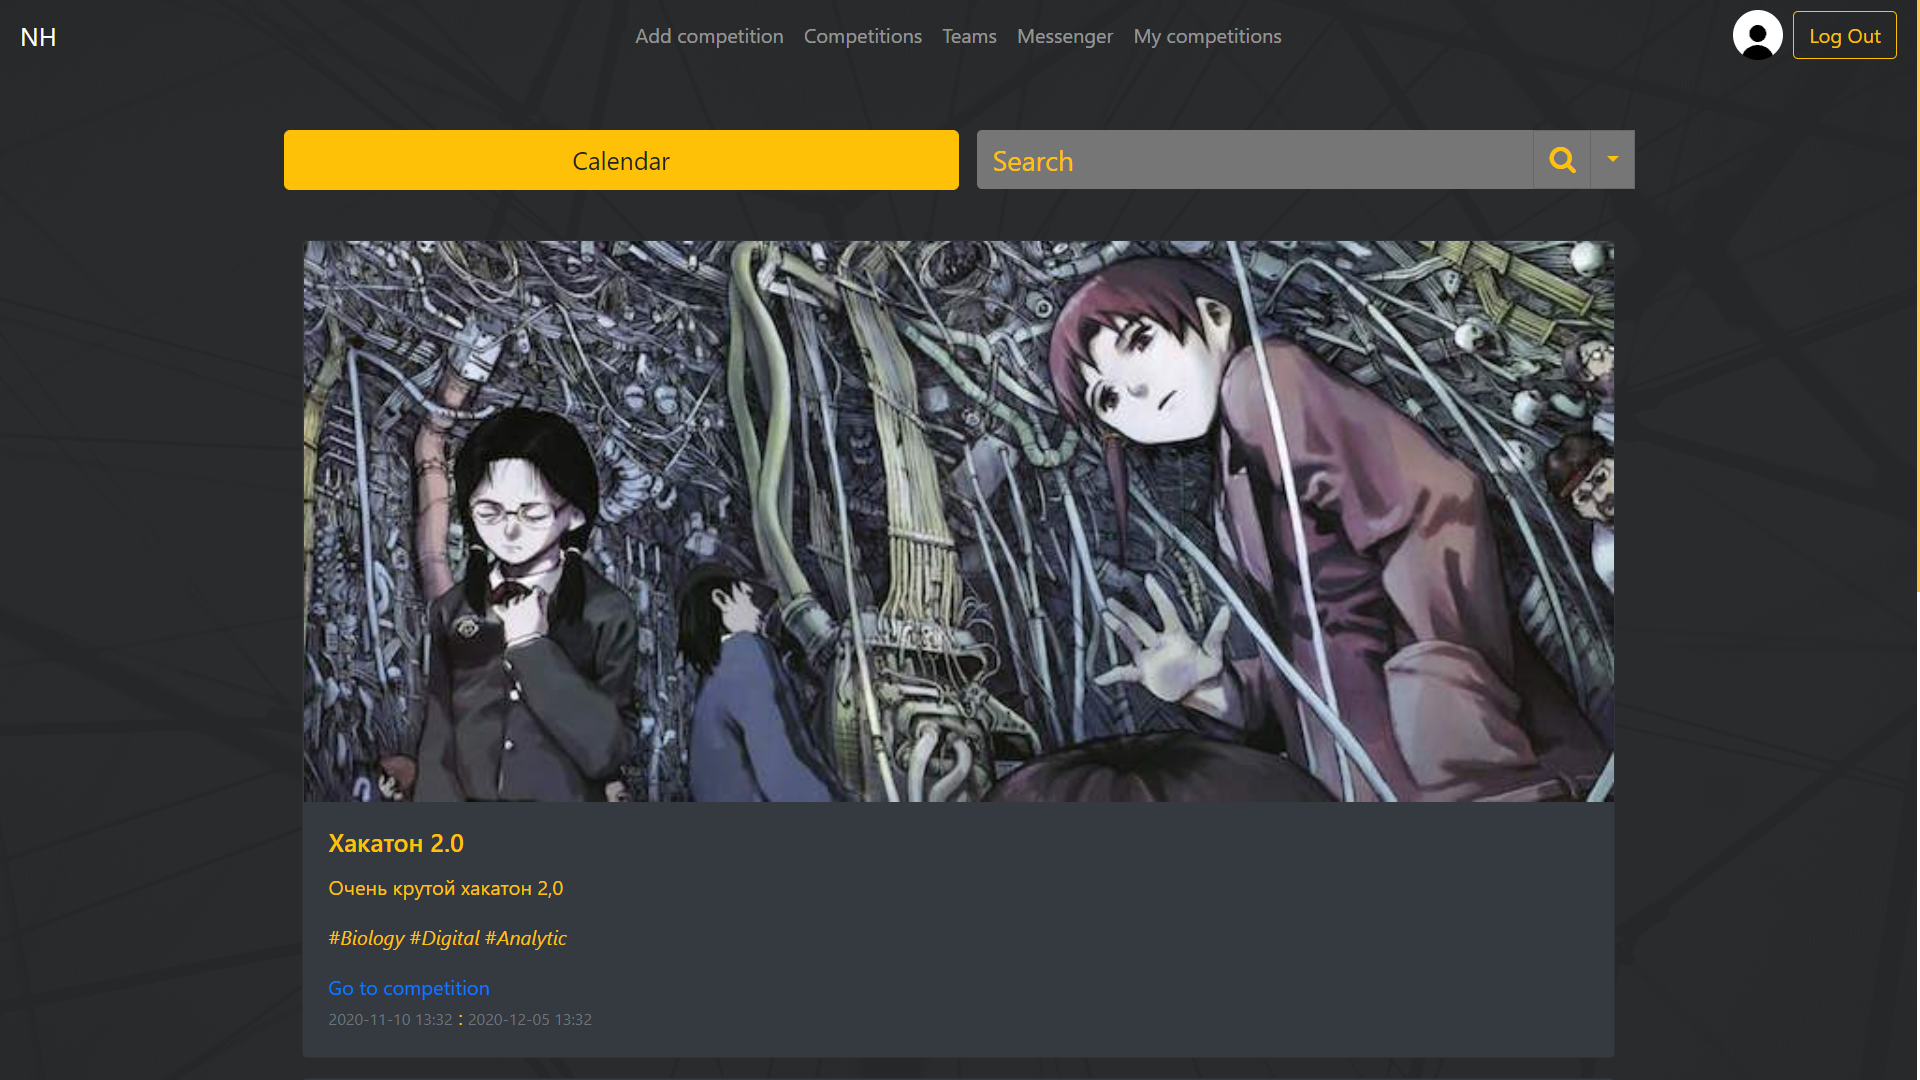 NH
Add competition Competitions Teams Messenger My competitions
Log Out
Calendar
Search
Хакатон 2.0
Очень крутой хакатон 2,0
#Biology #Digital #Analytic
Go to competition
2020-11-10 13:32 : 2020-12-05 13:32